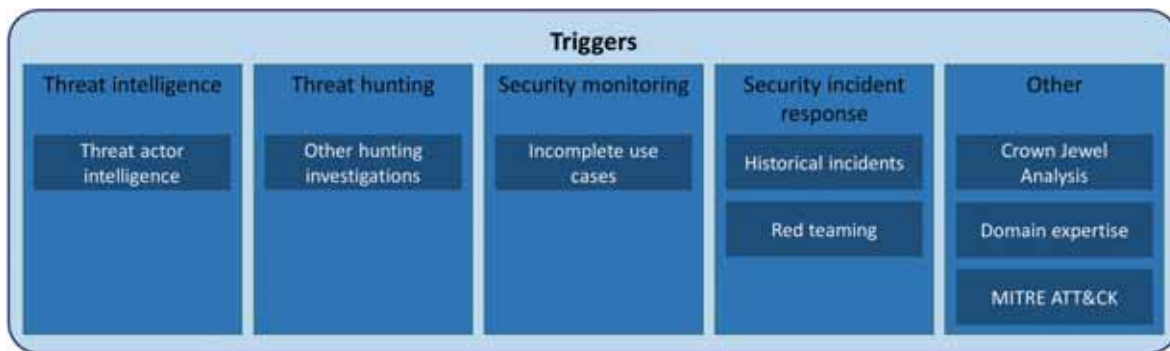 Triggers
Threat intelligence
Threat actor
intelligence
Threat hunting
Other hunting
investigations
Security monitoring
Incomplete use
cases
Security incident
response
Historical incidents
Red teaming
Other
Crown Jewel
Analysis
Domain expertise
MITRE ATT&CK